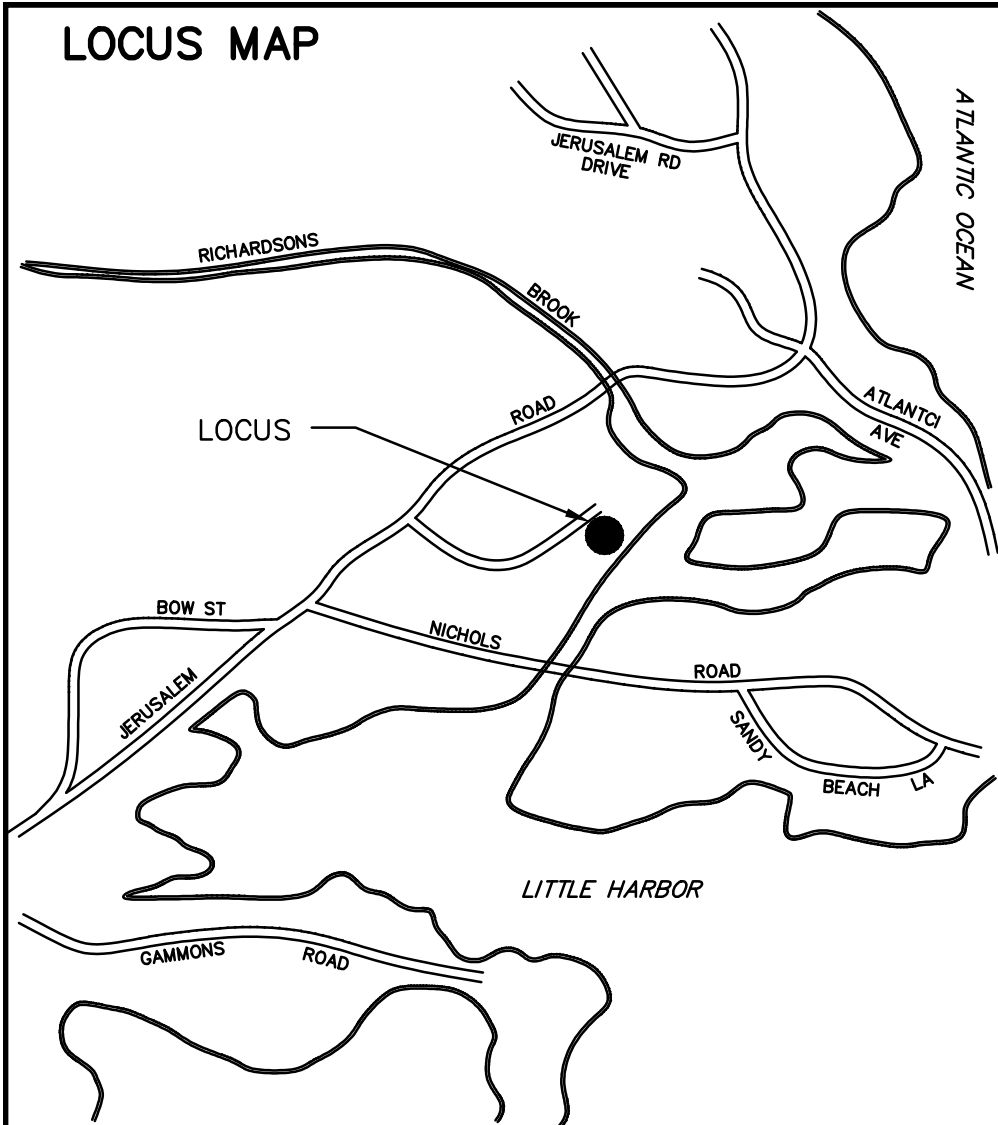 LOCUS MAP
ATLANTIC OCEAN
JERUSALEM RD
DRIVE
RICHARDSONS
BROOK
ROAD
ATLANTCI
AVE
LOCUS
BOW ST
NICHOLS
ROAD
JERUSALEM
SANDY
BEACH
LA
LITTLE HARBOR
GAMMONS
ROAD